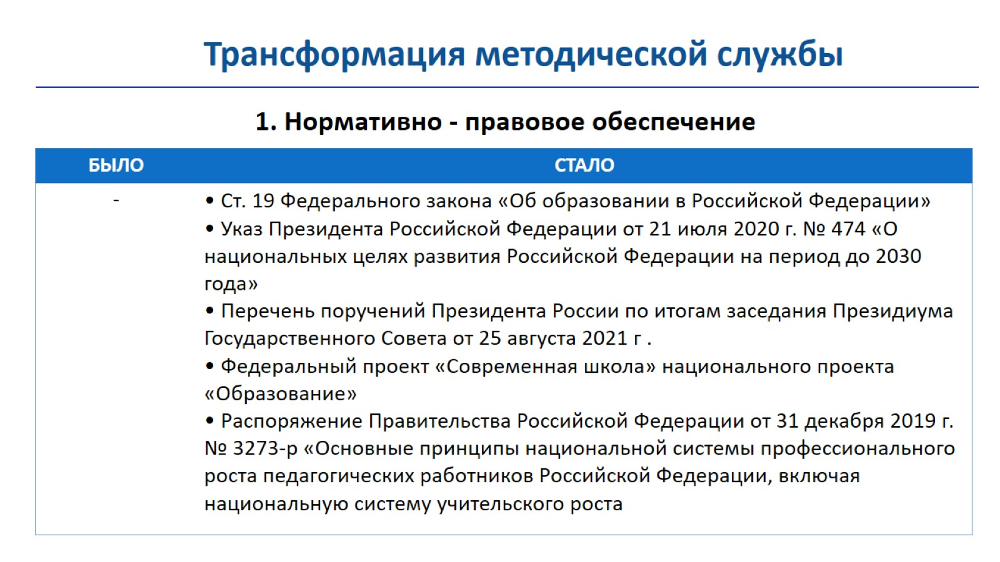 Трансформация методической службы
1. Нормативно - правовое обеспечение
БЫЛО СТАЛО
- • Ст. 19 Федерального закона «Об образовании в Российской Федерации»
• Указ Президента Российской Федерации от 21 июля 2020 г. № 474 «О
национальных целях развития Российской Федерации на период до 2030
года»
• Перечень поручений Президента России по итогам заседания Президиума
Государственного Совета от 25 августа 2021 г .
• Федеральный проект «Современная школа» национального проекта
«Образование»
• Распоряжение Правительства Российской Федерации от 31 декабря 2019 г.
№ 3273-р «Основные принципы национальной системы профессионального
роста педагогических работников Российской Федерации, включая
национальную систему учительского роста